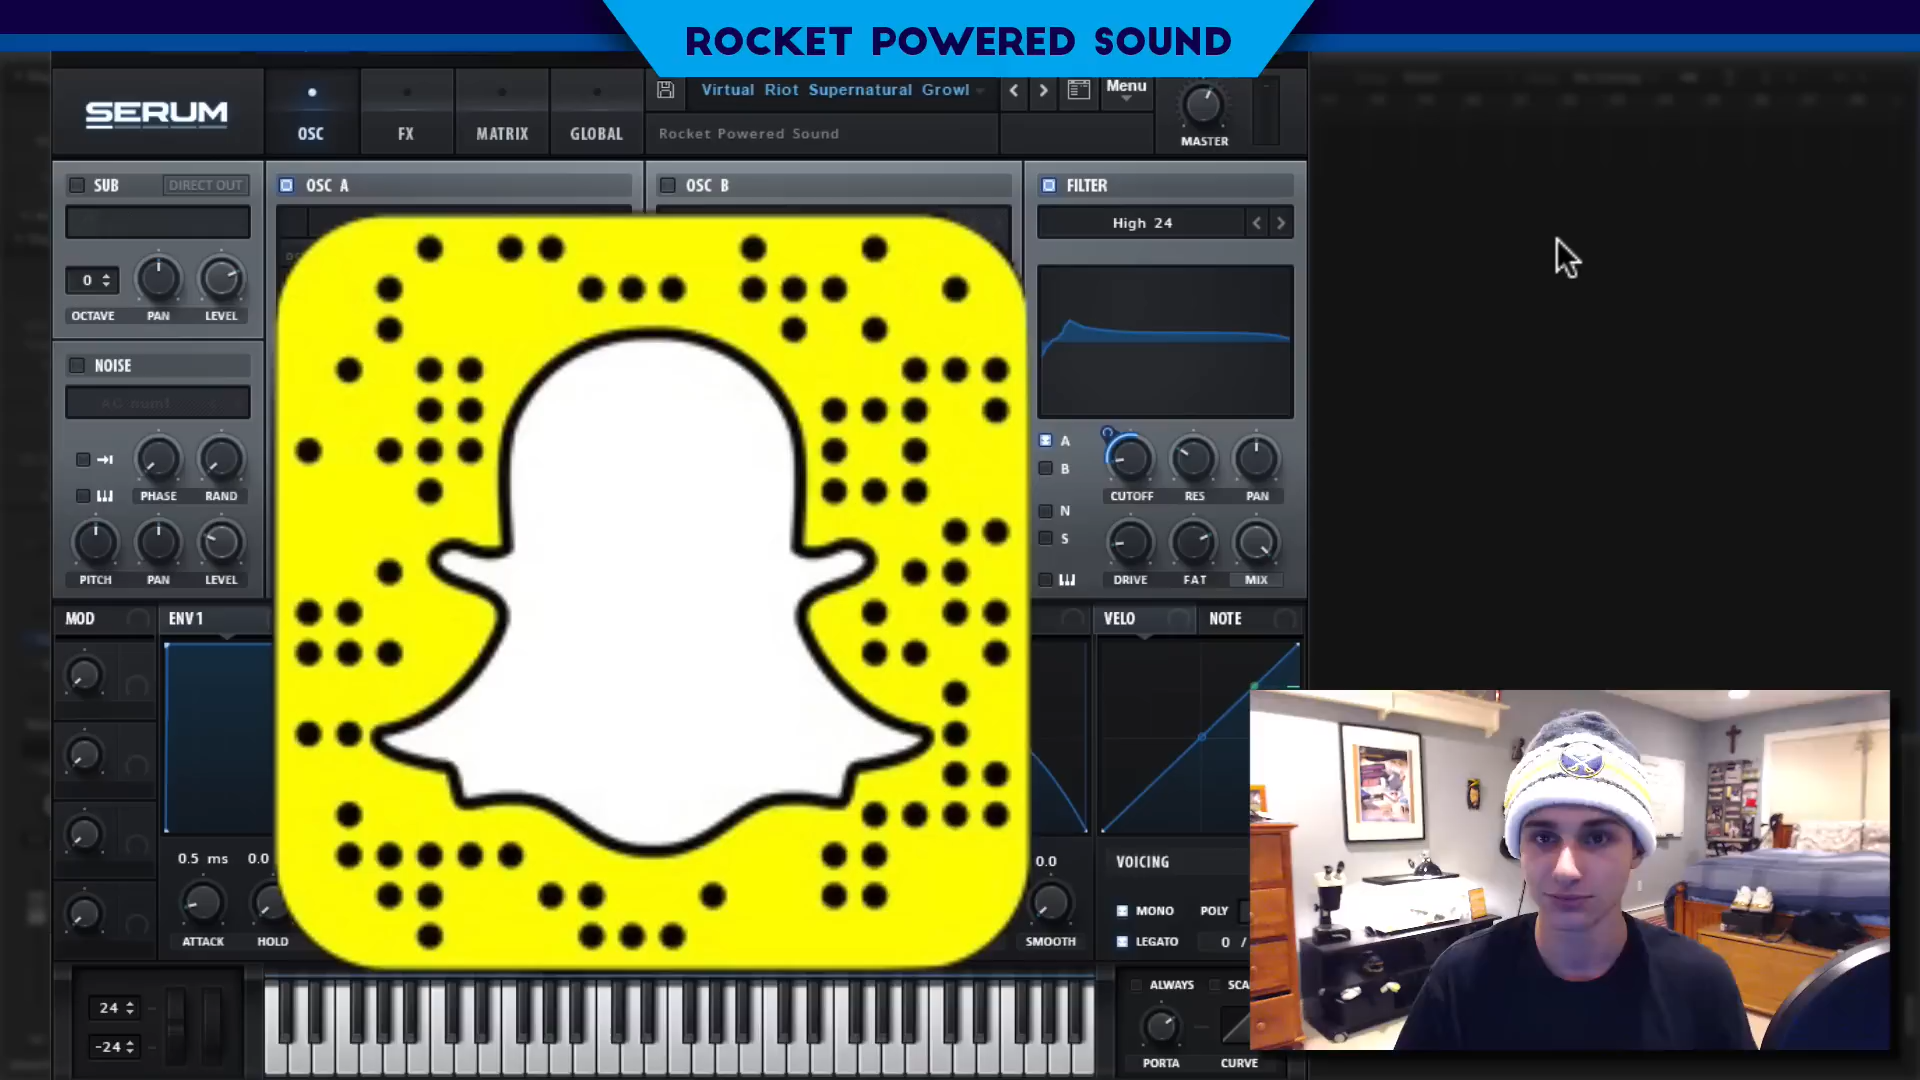 ROCKET POWERED SOUND
SERUM
OSC
FX
MATRIX
GLOBAL
Virtual Riot Supernatural Growl
Menu
Rocket Powered Sound
MASTER
SUB
DIRECT OUT
OSC A
OSC B
FILTER
High 24
0
OCTAVE
PAN
LEVEL
NOISE
AC hum1
A
B
PHASE
RAND
CUTOFF
RES
PAN
N
S
PITCH
PAN
LEVEL
DRIVE
FAT
MIX
MOD
ENV 1
VELO
NOTE
0.5 ms
0.0
0.0
VOICING
MONO
POLY
LEGATO
0 /
ATTACK
HOLD
SMOOTH
24
-24
ALWAYS
SCA
PORTA
CURVE